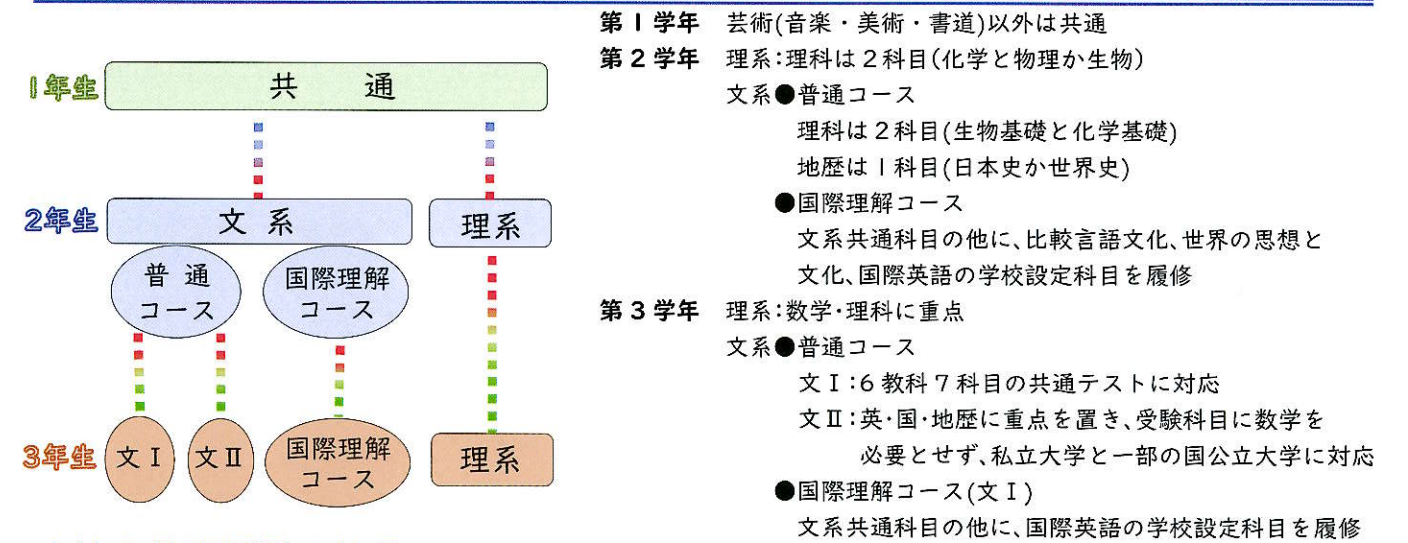 1年生
共 通
2年生
文 系
理系
普 通
コース
国際理解
コース
3年生
文Ⅰ
文Ⅱ
国際理解
コース
理系
第1学年 芸術(音楽・美術・書道)以外は共通
第2学年 理系:理科は2科目(化学と物理か生物)
文系●普通コース
理科は2科目(生物基礎と化学基礎)
地歴は1科目(日本史か世界史)
●国際理解コース
文系共通科目の他に、比較言語文化、世界の思想と
文化、国際英語の学校設定科目を履修
第3学年 理系:数学・理科に重点
文系●普通コース
文Ⅰ:6教科7科目の共通テストに対応
文Ⅱ:英・国・地歴に重点を置き、受験科目に数学を
必要とせず、私立大学と一部の国公立大学に対応
●国際理解コース(文Ⅰ)
文系共通科目の他に、国際英語の学校設定科目を履修